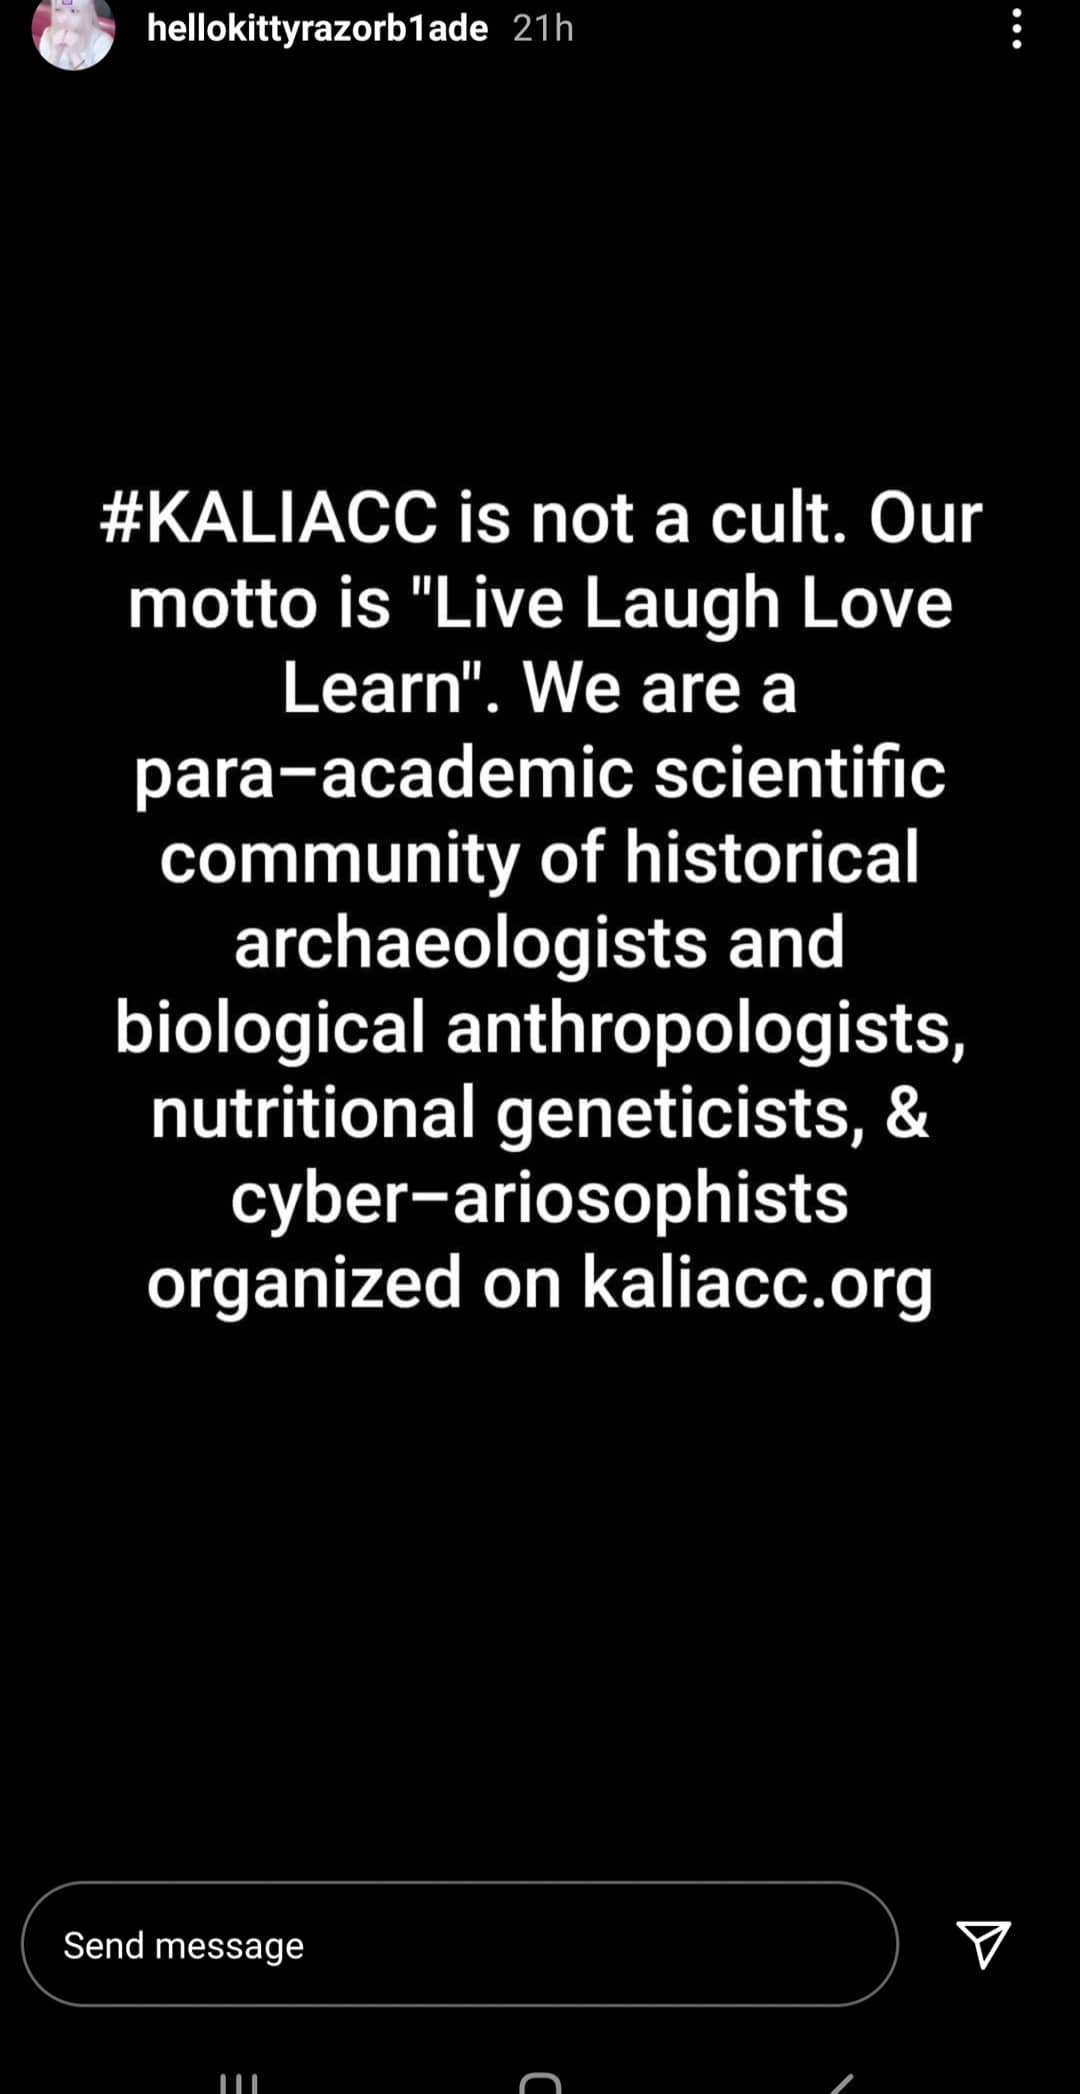 hellokittyrazorb1ade 21h
#KALIACC is not a cult. Our
motto is "Live Laugh Love
Learn". We are a
para–academic scientific
community of historical
archaeologists and
biological anthropologists,
nutritional geneticists, &
cyber–ariosophists
organized on kaliacc.org
Send message